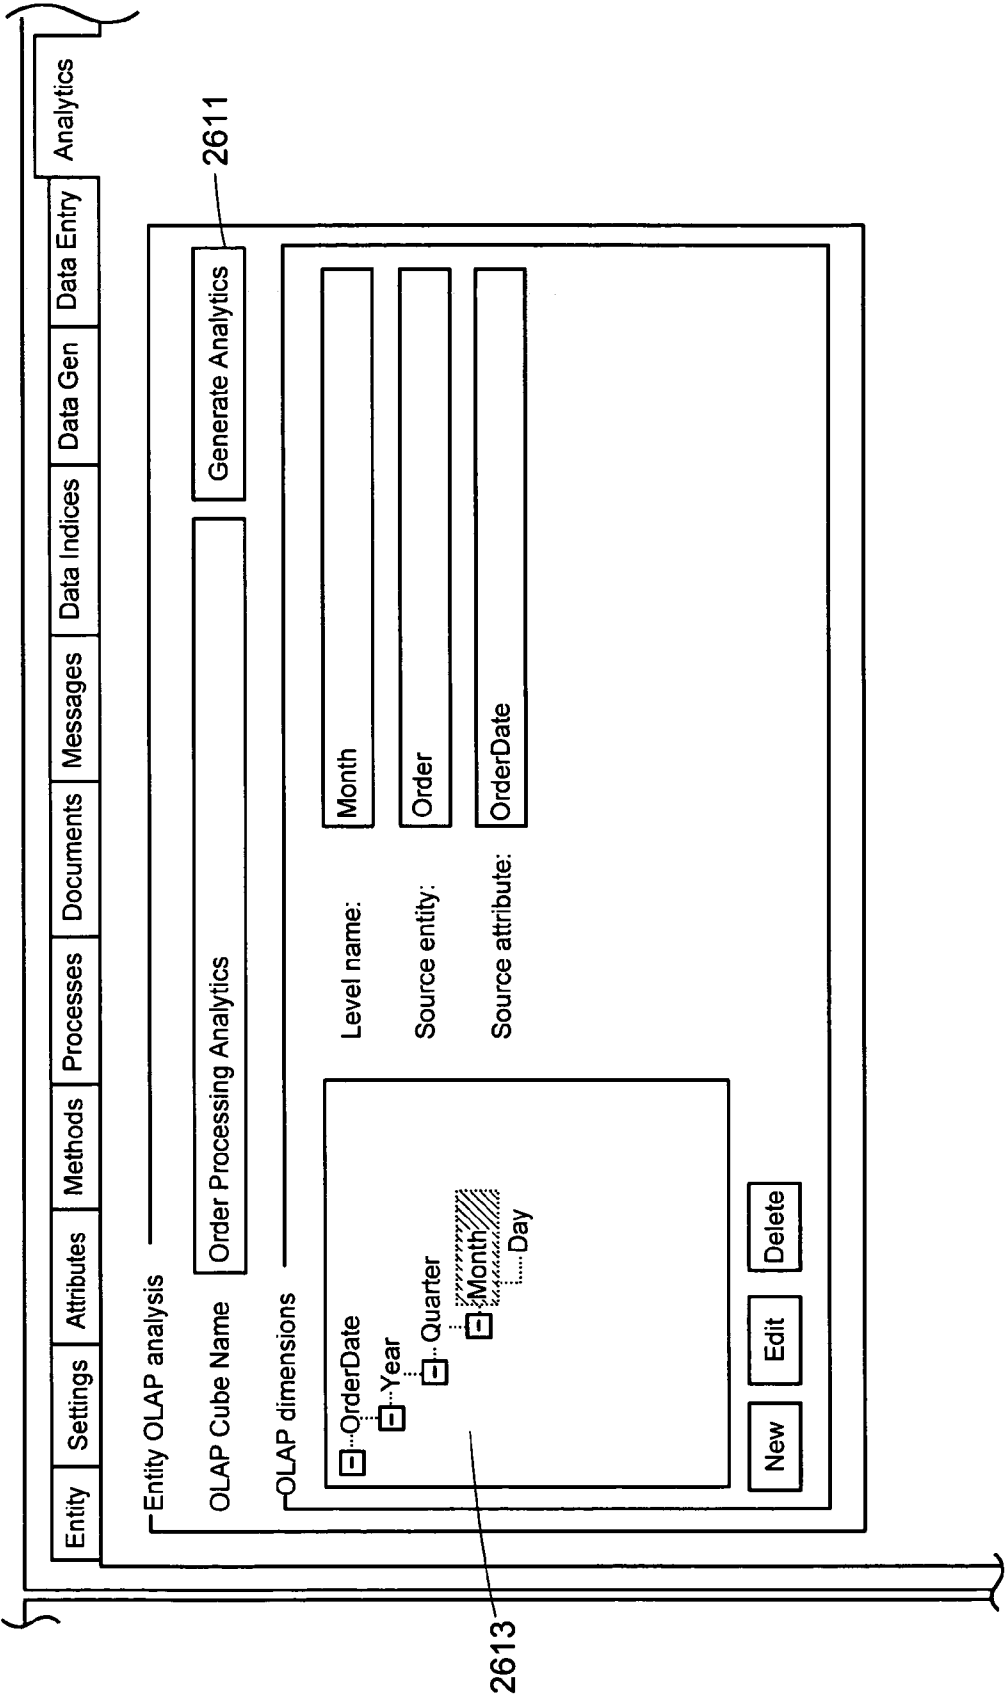 Entity Settings Attributes Methods Processes Documents Messages Data Indices Data Gen Data Entry Analytics
Entity OLAP analysis
OLAP Cube Name Order Processing Analytics Generate Analytics
2611
OLAP dimensions
OrderDate
Year
Quarter
Month
Day
Level name: Month
Source entity: Order
Source attribute: OrderDate
New Edit Delete
2613